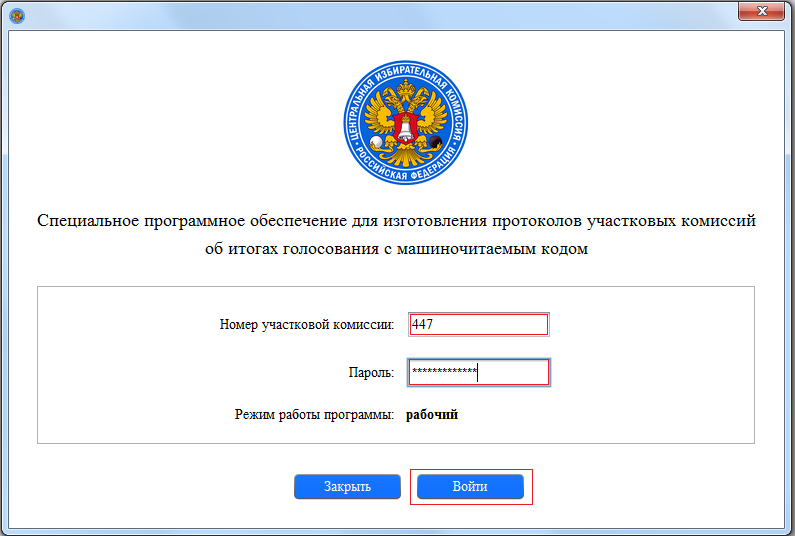 ЦЕНТРАЛЬНАЯ ИЗБИРАТЕЛЬНАЯ КОМИССИЯ
РОССИЙСКАЯ ФЕДЕРАЦИЯ
Специальное программное обеспечение для изготовления протоколов участковых комиссий
об итогах голосования с машиночитаемым кодом
Номер участковой комиссии: 447
Пароль: *************
Режим работы программы: рабочий
Закрыть Войти